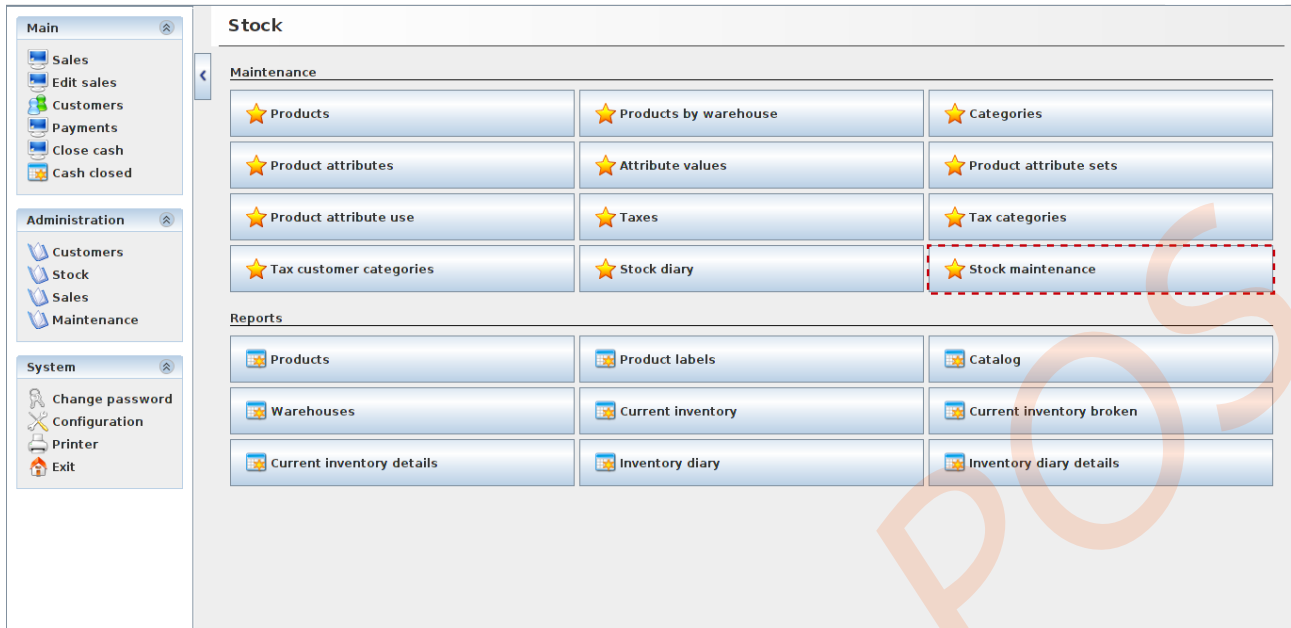 Main
Sales
Edit sales
Customers
Payments
Close cash
Cash closed
Administration
Customers
Stock
Sales
Maintenance
System
Change password
Configuration
Printer
Exit
Stock
Maintenance
Products
Products by warehouse
Categories
Product attributes
Attribute values
Product attribute sets
Product attribute use
Taxes
Tax categories
Tax customer categories
Stock diary
Stock maintenance
Reports
Products
Product labels
Catalog
Warehouses
Current inventory
Current inventory broken
Current inventory details
Inventory diary
Inventory diary details
POS